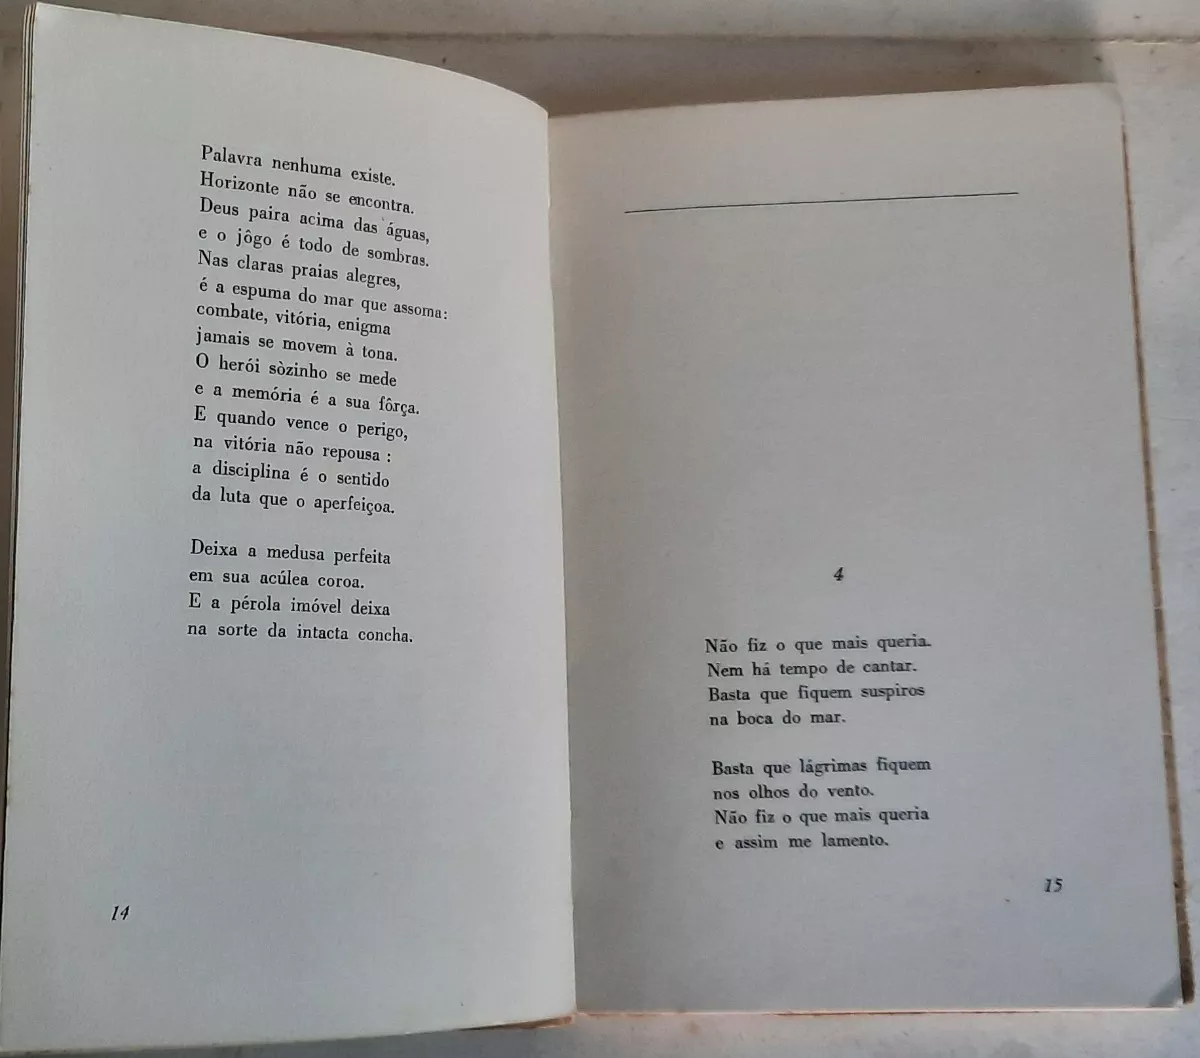 Palavra nenhuma existe.
Horizonte não se encontra.
Deus paira acima das águas,
e o jôgo é todo de sombras.
Nas claras praias alegres,
é a espuma do mar que assoma:
combate, vitória, enigma
jamais se movem à tona.
O herói sòzinho se mede
e a memória é a sua fôrça.
E quando vence o perigo,
na vitória não repousa :
a disciplina é o sentido
da luta que o aperfeiçoa.
Deixa a medusa perfeita
em sua acúlea coroa.
E a pérola imóvel deixa
na sorte da intacta concha.
14
4
Não fiz o que mais queria.
Nem há tempo de cantar.
Basta que fiquem suspiros
na boca do mar.
Basta que lágrimas fiquem
nos olhos do vento.
Não fiz o que mais queria
e assim me lamento.
15